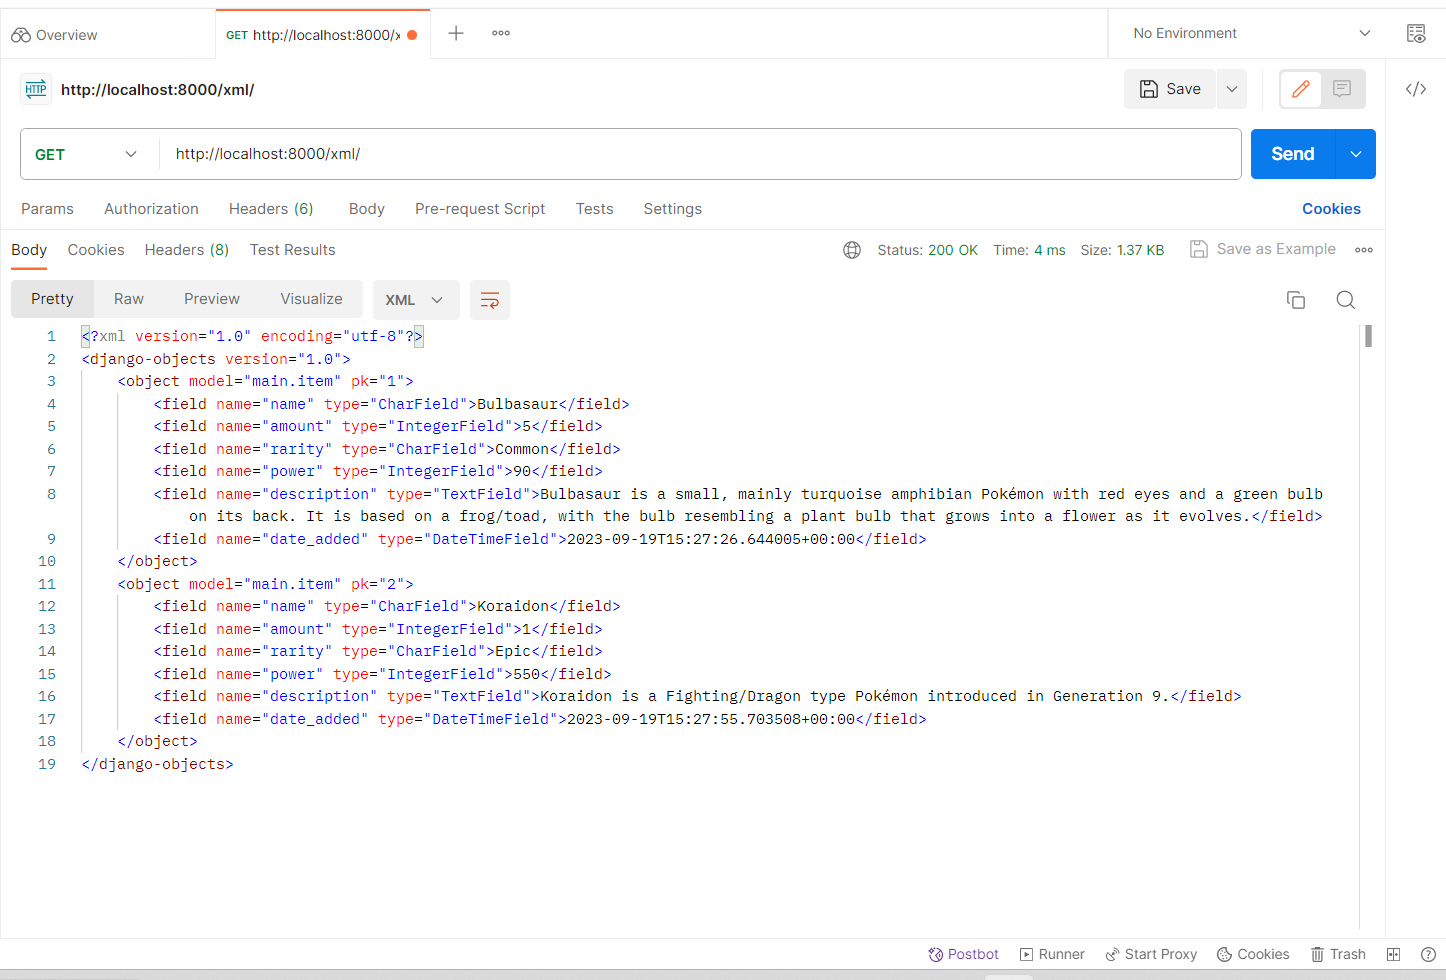 Overview
GET http://localhost:8000/x
No Environment
HTTP http://localhost:8000/xml/
Save
GET http://localhost:8000/xml/
Send
Params Authorization Headers (6) Body Pre-request Script Tests Settings Cookies
Body Cookies Headers (8) Test Results Status: 200 OK Time: 4 ms Size: 1.37 KB Save as Example
Pretty Raw Preview Visualize XML
1 <?xml version="1.0" encoding="utf-8"?>
2 <django-objects version="1.0">
3 <object model="main.item" pk="1">
4 <field name="name" type="CharField">Bulbasaur</field>
5 <field name="amount" type="IntegerField">5</field>
6 <field name="rarity" type="CharField">Common</field>
7 <field name="power" type="IntegerField">90</field>
8 <field name="description" type="TextField">Bulbasaur is a small, mainly turquoise amphibian Pokémon with red eyes and a green bulb
on its back. It is based on a frog/toad, with the bulb resembling a plant bulb that grows into a flower as it evolves.</field>
9 <field name="date_added" type="DateTimeField">2023-09-19T15:27:26.644005+00:00</field>
10 </object>
11 <object model="main.item" pk="2">
12 <field name="name" type="CharField">Koraidon</field>
13 <field name="amount" type="IntegerField">1</field>
14 <field name="rarity" type="CharField">Epic</field>
15 <field name="power" type="IntegerField">550</field>
16 <field name="description" type="TextField">Koraidon is a Fighting/Dragon type Pokémon introduced in Generation 9.</field>
17 <field name="date_added" type="DateTimeField">2023-09-19T15:27:55.703508+00:00</field>
18 </object>
19 </django-objects>
Postbot Runner Start Proxy Cookies Trash